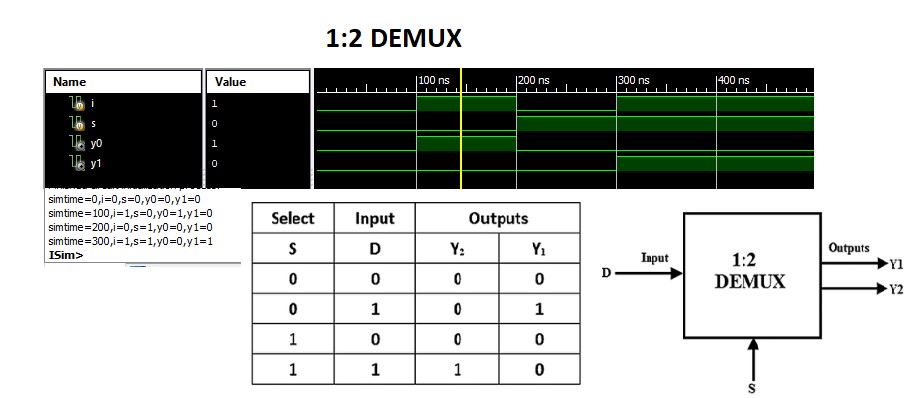 1:2 DEMUX
Name Value
100 ns 200 ns 300 ns 400 ns
i 1
s 0
y0 1
y1 0
simtime=0,i=0,s=0,y0=0,y1=0
simtime=100,i=1,s=0,y0=1,y1=0
simtime=200,i=0,s=1,y0=0,y1=0
simtime=300,i=1,s=1,y0=0,y1=1
ISim>
Select Input Outputs
S D Y₂ Y₁
0 0 0 0
0 1 0 1
1 0 0 0
1 1 1 0
Input
D
1:2
DEMUX
Outputs
Y1
Y2
S